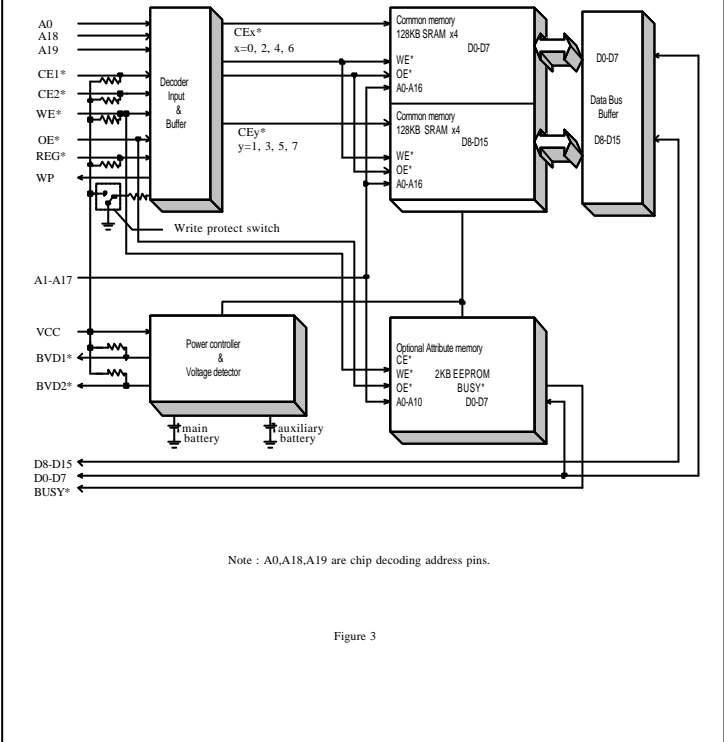 A0
A18
A19
CE1*
CE2*
WE*
OE*
REG*
WP
Decoder
Input
&
Buffer
CEx*
x=0, 2, 4, 6
CEy*
y=1, 3, 5, 7
Common memory
128KB SRAM x4
D0-D7
WE*
OE*
A0-A16
Common memory
128KB SRAM x4
D8-D15
WE*
OE*
A0-A16
D0-D7
Data Bus
Buffer
D8-D15
Write protect switch
A1-A17
VCC
BVD1*
BVD2*
Power controller
&
Voltage detector
main
battery
auxiliary
battery
Optional Attribute memory
CE*
WE* 2KB EEPROM
OE* BUSY*
A0-A10 D0-D7
D8-D15
D0-D7
BUSY*
Note : A0,A18,A19 are chip decoding address pins.
Figure 3